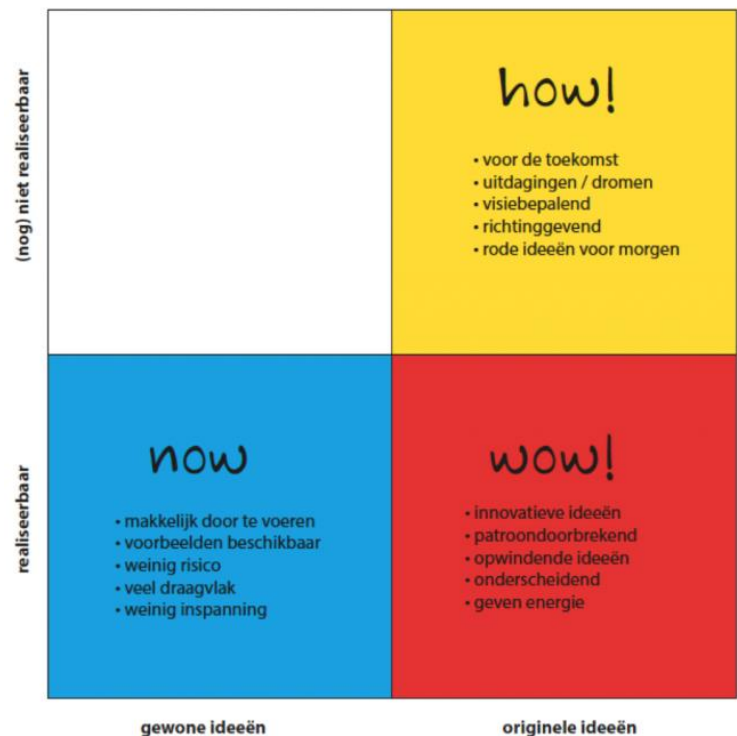 (nog) niet realiseerbaar
how!
• voor de toekomst
• uitdagingen / dromen
• visiebepalend
• richtinggevend
• rode ideeën voor morgen
realiseerbaar
now
• makkelijk door te voeren
• voorbeelden beschikbaar
• weinig risico
• veel draagvlak
• weinig inspanning
wow!
• innovatieve ideeën
• patroondoorbrekend
• opwindende ideeën
• onderscheidend
• geven energie
gewone ideeën
originele ideeën